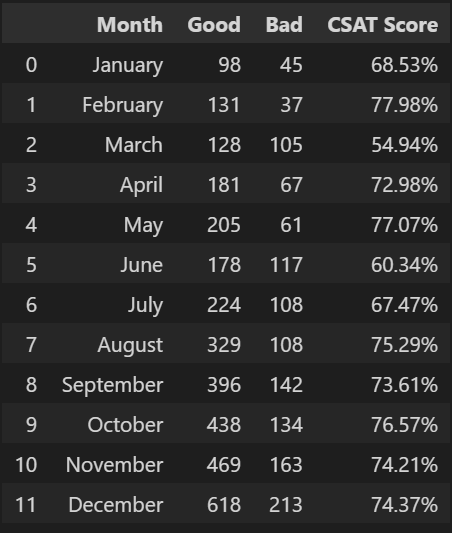 Month Good Bad CSAT Score
0 January 98 45 68.53%
1 February 131 37 77.98%
2 March 128 105 54.94%
3 April 181 67 72.98%
4 May 205 61 77.07%
5 June 178 117 60.34%
6 July 224 108 67.47%
7 August 329 108 75.29%
8 September 396 142 73.61%
9 October 438 134 76.57%
10 November 469 163 74.21%
11 December 618 213 74.37%